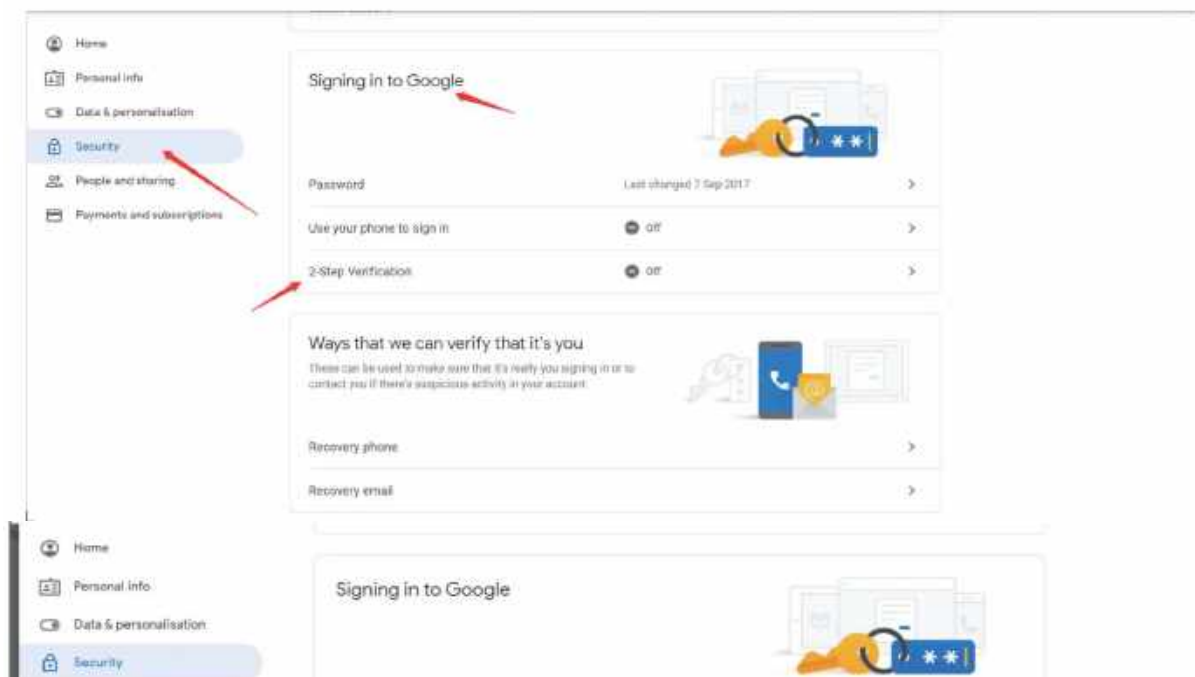 Home
Personal info
Data & personalisation
Security
People and sharing
Payments and subscriptions
Signing in to Google
**
Password Last changed 7 Sep 2017
Use your phone to sign in Off
2-Step Verification Off
Ways that we can verify that it's you
These can be used to make sure that it's really you signing in or to
contact you if there's suspicious activity in your account
Recovery phone
Recovery email
Home
Personal info
Data & personalisation
Security
Signing in to Google
**